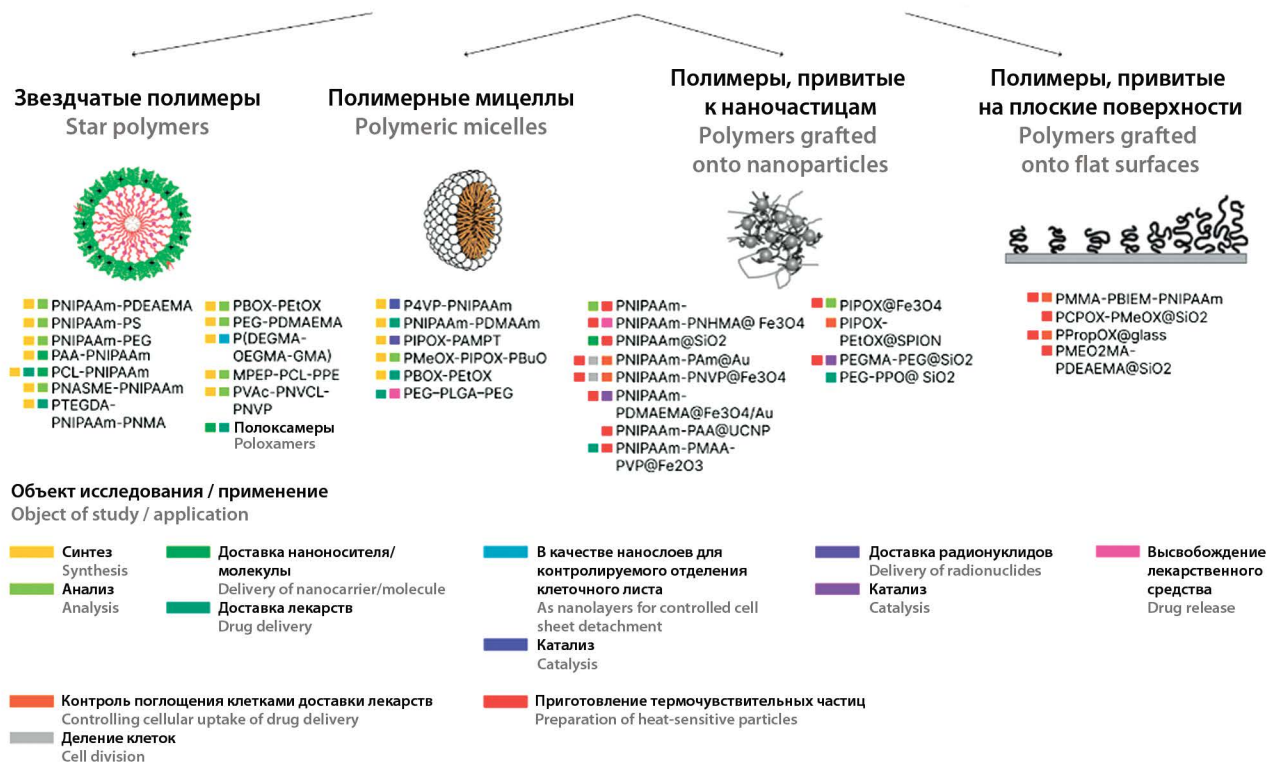 Звездчатые полимеры
Star polymers
Полимерные мицеллы
Polymeric micelles
Полимеры, привитые
к наночастицам
Polymers grafted
onto nanoparticles
Полимеры, привитые
на плоские поверхности
Polymers grafted
onto flat surfaces
PNIPAAm-PDEAEMA
PNIPAAm-PS
PNIPAAm-PEG
PAA-PNIPAAm
PCL-PNIPAAm
PNASME-PNIPAAm
PTEGDA-
PNIPAAm-PNMA
PBOX-PEtOX
PEG-PDMAEMA
P(DEGMA-
OEGMA-GMA)
MPEP-PCL-PPE
PVAc-PNVCL-
PNVP
Полоксамеры
Poloxamers
P4VP-PNIPAAm
PNIPAAm-PDMAAm
PIPOX-PAMPT
PMeOX-PIPOX-PBuO
PBOX-PEtOX
PEG–PLGA–PEG
PNIPAAm-
PNIPAAm-PNHMA@ Fe3O4
PNIPAAm@SiO2
PNIPAAm-PAm@Au
PNIPAAm-PNVP@Fe3O4
PNIPAAm-
PDMAEMA@Fe3O4/Au
PNIPAAm-PAA@UCNP
PNIPAAm-PMAA-
PVP@Fe2O3
PIPOX@Fe3O4
PIPOX-
PEtOX@SPION
PEGMA-PEG@SiO2
PEG-PPO@ SiO2
PMMA-PBIEM-PNIPAAm
PCPOX-PMeOX@SiO2
PPropOX@glass
PMEO2MA-
PDEAEMA@SiO2
Объект исследования / применение
Object of study / application
Синтез
Synthesis
Анализ
Analysis
Доставка наноносителя/
молекулы
Delivery of nanocarrier/molecule
Доставка лекарств
Drug delivery
В качестве нанослоев для
контролируемого отделения
клеточного листа
As nanolayers for controlled cell
sheet detachment
Катализ
Catalysis
Доставка радионуклидов
Delivery of radionuclides
Катализ
Catalysis
Высвобождение
лекарственного
средства
Drug release
Контроль поглощения клетками доставки лекарств
Controlling cellular uptake of drug delivery
Деление клеток
Cell division
Приготовление термочувствительных частиц
Preparation of heat-sensitive particles